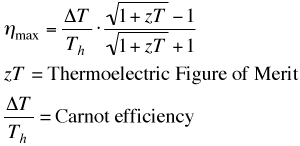 η_max = ΔT/T_h · (√(1+zT) − 1)/(√(1+zT) + 1)
zT = Thermoelectric Figure of Merit
ΔT/T_h = Carnot efficiency